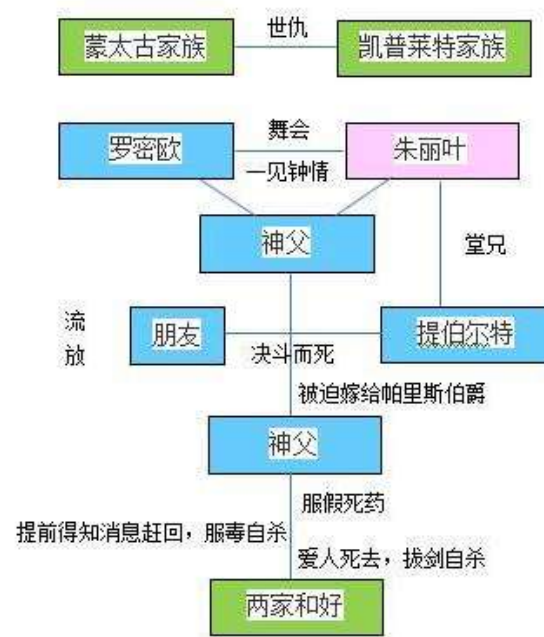 世仇
蒙太古家族
凯普莱特家族
舞会
罗密欧
朱丽叶
一见钟情
神父
堂兄
流
放
朋友
提伯尔特
决斗而死
被迫嫁给帕里斯伯爵
神父
服假死药
提前得知消息赶回，服毒自杀
爱人死去，拔剑自杀
两家和好